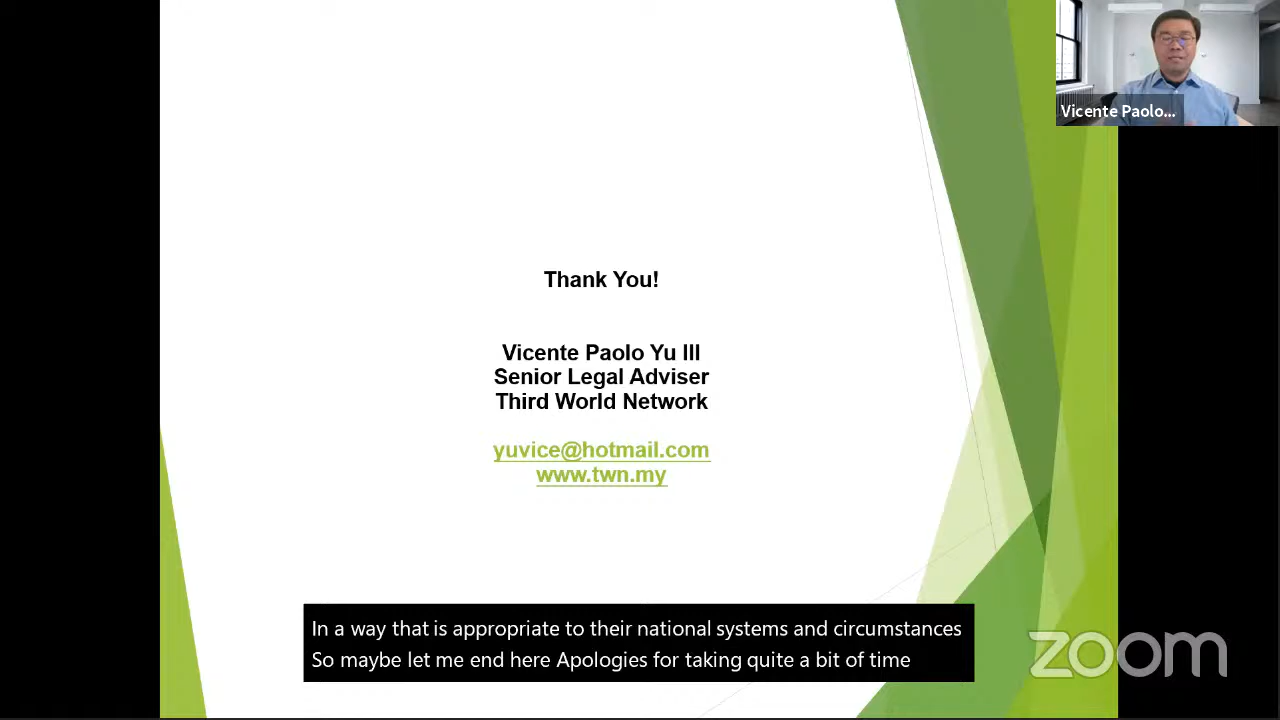 Vicente Paolo...
Thank You!
Vicente Paolo Yu III
Senior Legal Adviser
Third World Network
yuvice@hotmail.com
www.twn.my
In a way that is appropriate to their national systems and circumstances
So maybe let me end here Apologies for taking quite a bit of time
zoom